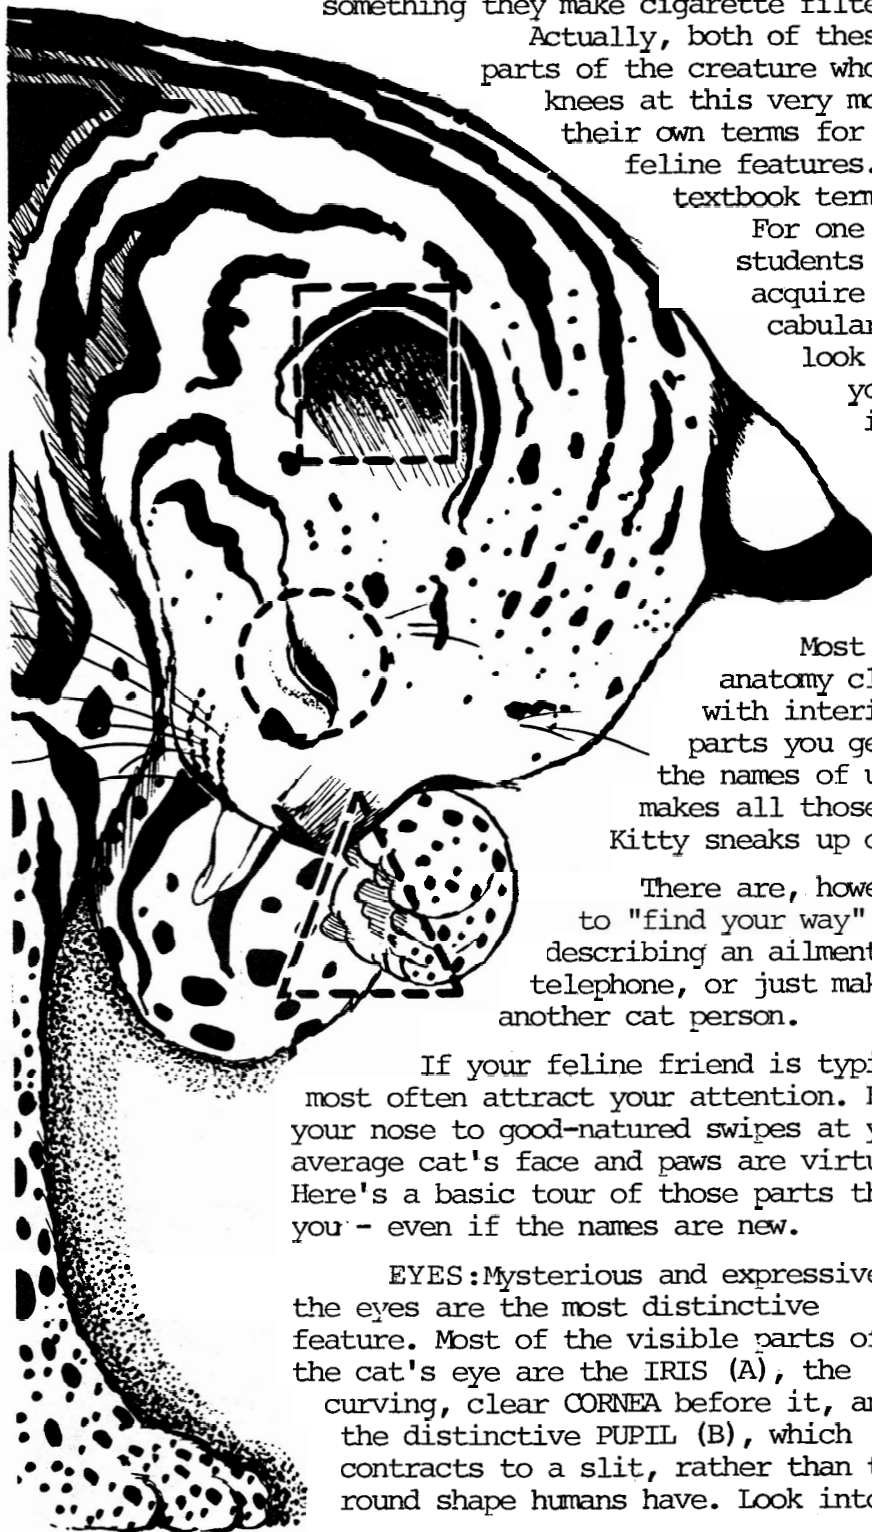 something they make cigarette filte
Actually, both of thes
parts of the creature who
knees at this very mo
their own terms for
feline features.
textbook term
For one
students
acquire
cabular
look
yo
i
Most
anatomy cl
with interi
parts you ge
the names of u
makes all those
Kitty sneaks up o
There are, howe
to "find your way"
describing an ailment
telephone, or just mak
another cat person.
If your feline friend is typi
most often attract your attention.
your nose to good-natured swipes at y
average cat's face and paws are virtu
Here's a basic tour of those parts th
you - even if the names are new.
EYES:Mysterious and expressive
the eyes are the most distinctive
feature. Most of the visible parts of
the cat's eye are the IRIS (A), the
curving, clear CORNEA before it, an
the distinctive PUPIL (B), which
contracts to a slit, rather than t
round shape humans have. Look into